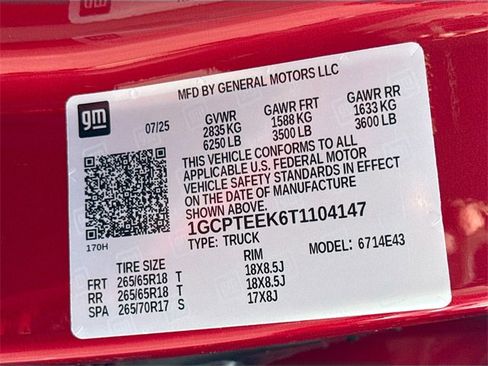 MFD BY GENERAL MOTORS LLC
gm
07/25
GVWR GAWR FRT GAWR RR
2835 KG 1588 KG 1633 KG
6250 LB 3500 LB 3600 LB
THIS VEHICLE CONFORMS TO ALL
APPLICABLE U.S. FEDERAL MOTOR
VEHICLE SAFETY STANDARDS IN EFFECT
ON THE DATE OF MANUFACTURE
SHOWN ABOVE.
1GCPTEEK6T1104147
170H
TYPE: TRUCK MODEL: 6714E43
TIRE SIZE RIM
FRT 265/65R18 T 18X8.5J
RR 265/65R18 T 18X8.5J
SPA 265/70R17 S 17X8J